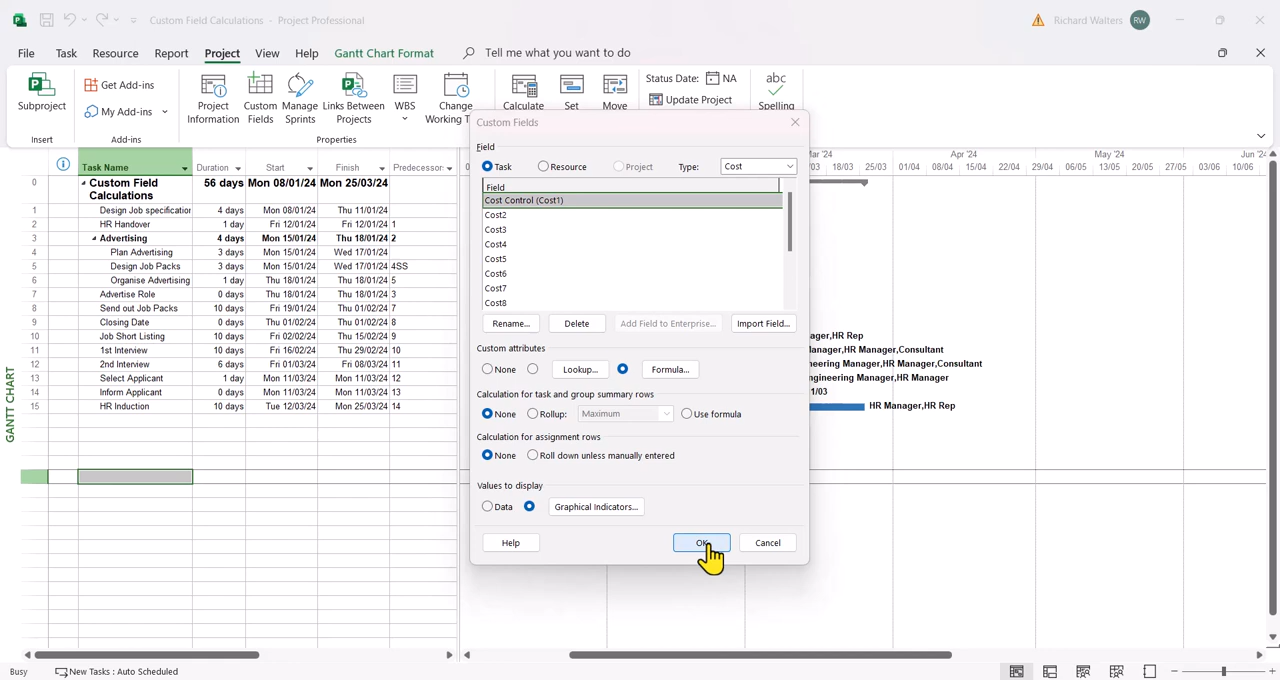 Custom Field Calculations - Project Professional
Richard Walters RW
File Task Resource Report Project View Help Gantt Chart Format Tell me what you want to do
Subproject
Insert
Get Add-ins
My Add-ins
Add-ins
Project Information
Custom Fields
Manage Sprints
Links Between Projects
WBS
Change Working
Properties
Calculate
Set
Move
Status Date: NA
Update Project
abc
Spelling
Custom Fields
Field
Task Resource Project Type: Cost
Field
Cost Control (Cost1)
Cost2
Cost3
Cost4
Cost5
Cost6
Cost7
Cost8
Rename... Delete Add Field to Enterprise... Import Field...
Custom attributes
None Lookup... Formula...
Calculation for task and group summary rows
None Rollup: Maximum Use formula
Calculation for assignment rows
None Roll down unless manually entered
Values to display
Data Graphical Indicators...
Help OK Cancel
Task Name Duration Start Finish Predecessors
0 Custom Field Calculations 56 days Mon 08/01/24 Mon 25/03/24
1 Design Job specification 4 days Mon 08/01/24 Thu 11/01/24
2 HR Handover 1 day Fri 12/01/24 Fri 12/01/24 1
3 Advertising 4 days Mon 15/01/24 Thu 18/01/24 2
4 Plan Advertising 3 days Mon 15/01/24 Wed 17/01/24
5 Design Job Packs 3 days Mon 15/01/24 Wed 17/01/24 4SS
6 Organise Advertising 1 day Thu 18/01/24 Thu 18/01/24 5
7 Advertise Role 0 days Thu 18/01/24 Thu 18/01/24 3
8 Send out Job Packs 10 days Fri 19/01/24 Thu 01/02/24 7
9 Closing Date 0 days Thu 01/02/24 Thu 01/02/24 8
10 Job Short Listing 10 days Fri 02/02/24 Thu 15/02/24 9
11 1st Interview 10 days Fri 16/02/24 Thu 29/02/24 10
12 2nd Interview 6 days Fri 01/03/24 Fri 08/03/24 11
13 Select Applicant 1 day Mon 11/03/24 Mon 11/03/24 12
14 Inform Applicant 0 days Mon 11/03/24 Mon 11/03/24 13
15 HR Induction 10 days Tue 12/03/24 Mon 25/03/24 14
Mar '24 Apr '24 May '24 Jun '24
/03 18/03 25/03 01/04 08/04 15/04 22/04 29/04 06/05 13/05 20/05 27/05 03/06 10/06
ager,HR Rep
Manager,HR Manager,Consultant
neering Manager,HR Manager,Consultant
ngineering Manager,HR Manager
1/03
HR Manager,HR Rep
GANTT CHART
Busy New Tasks : Auto Scheduled